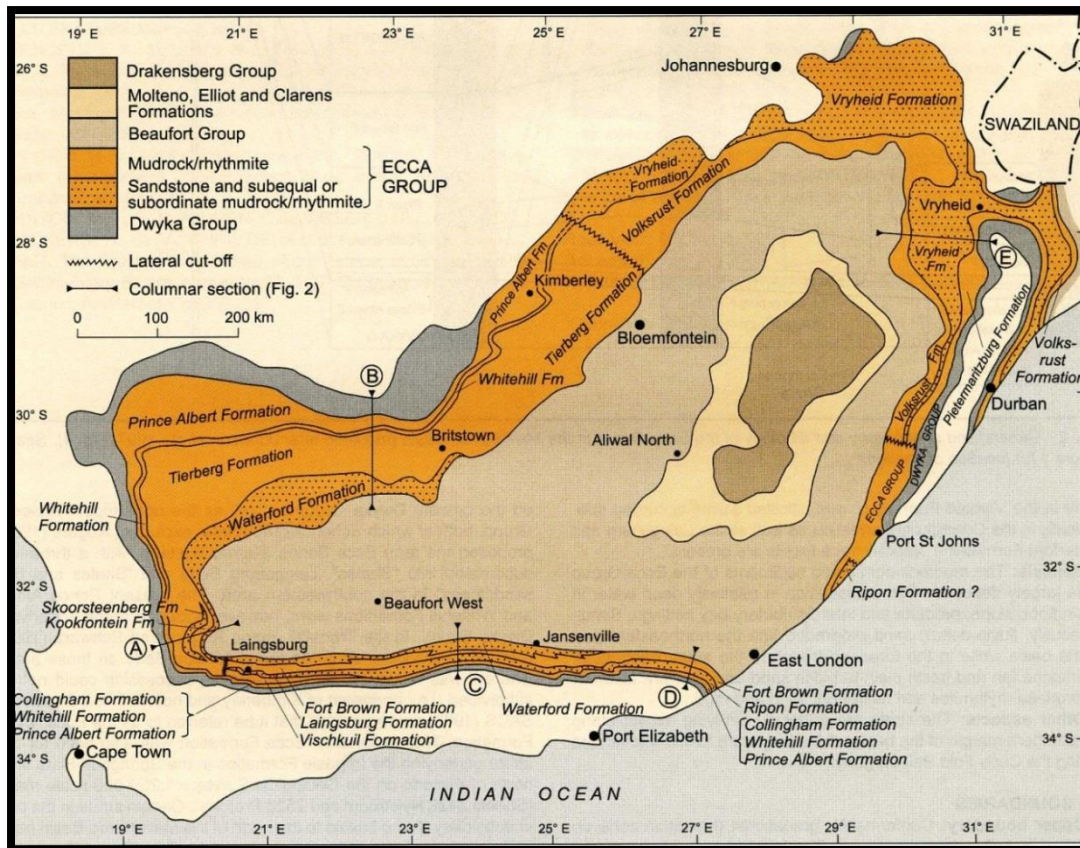 19° E
21° E
23° E
25° E
27° E
29° E
31° E
26° S
28° S
30° S
32° S
34° S
Drakensberg Group
Molteno, Elliot and Clarens
Formations
Beaufort Group
Mudrock/rhythmite
Sandstone and subequal or
subordinate mudrock/rhythmite
ECCA
GROUP
Dwyka Group
Lateral cut-off
Columnar section (Fig. 2)
0 100 200 km
Johannesburg
Vryheid Formation
SWAZILAND
Vryheid
Formation
Volksrust Formation
Vryheid
Vryheid
Fm
E
Prince Albert Fm
Kimberley
Tierberg Formation
Bloemfontein
Whitehill Fm
Pietermaritzburg Formation
Volks-
rust
Formation
Volksrust Fm
Durban
DWYKA GROUP
ECCA GROUP
B
Prince Albert Formation
Britstown
Aliwal North
Tierberg Formation
Waterford Formation
Whitehill
Formation
Port St Johns
32° S
Ripon Formation ?
Beaufort West
Skoorsteenberg Fm
Kookfontein Fm
A
Laingsburg
Jansenville
East London
C
D
Collingham Formation
Whitehill Formation
Prince Albert Formation
Fort Brown Formation
Laingsburg Formation
Vischkuil Formation
Waterford Formation
Fort Brown Formation
Ripon Formation
Collingham Formation
Whitehill Formation
Prince Albert Formation
Port Elizabeth
Cape Town
34° S
INDIAN OCEAN
19° E
21° E
23° E
25° E
27° E
29° E
31° E